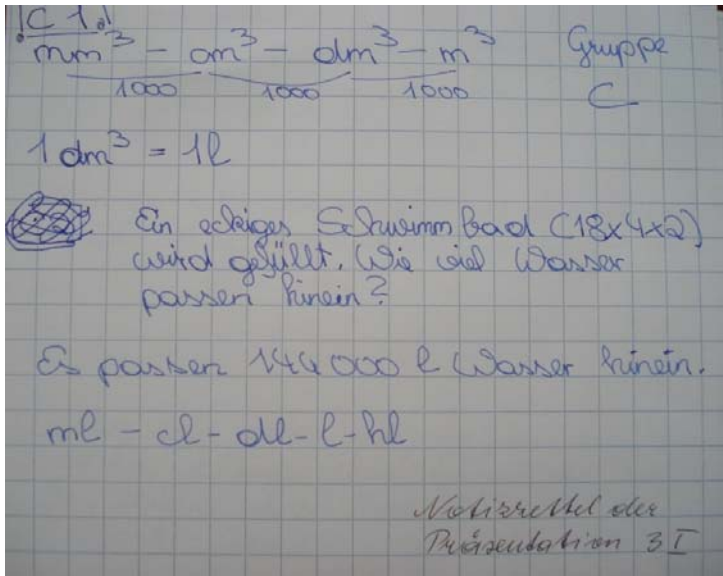 !C 1.!
mm³ - cm³ - dm³ - m³ Gruppe
1000 1000 1000 C
1 dm³ = 1l
Ein eckiges Schwimmbad (18x4x2)
wird gefüllt. Wie viel Wasser
passen hinein?
Es passen 144 000 l Wasser hinein.
ml - cl - dl - l - hl
Notizzettel der
Präsentation 3 I